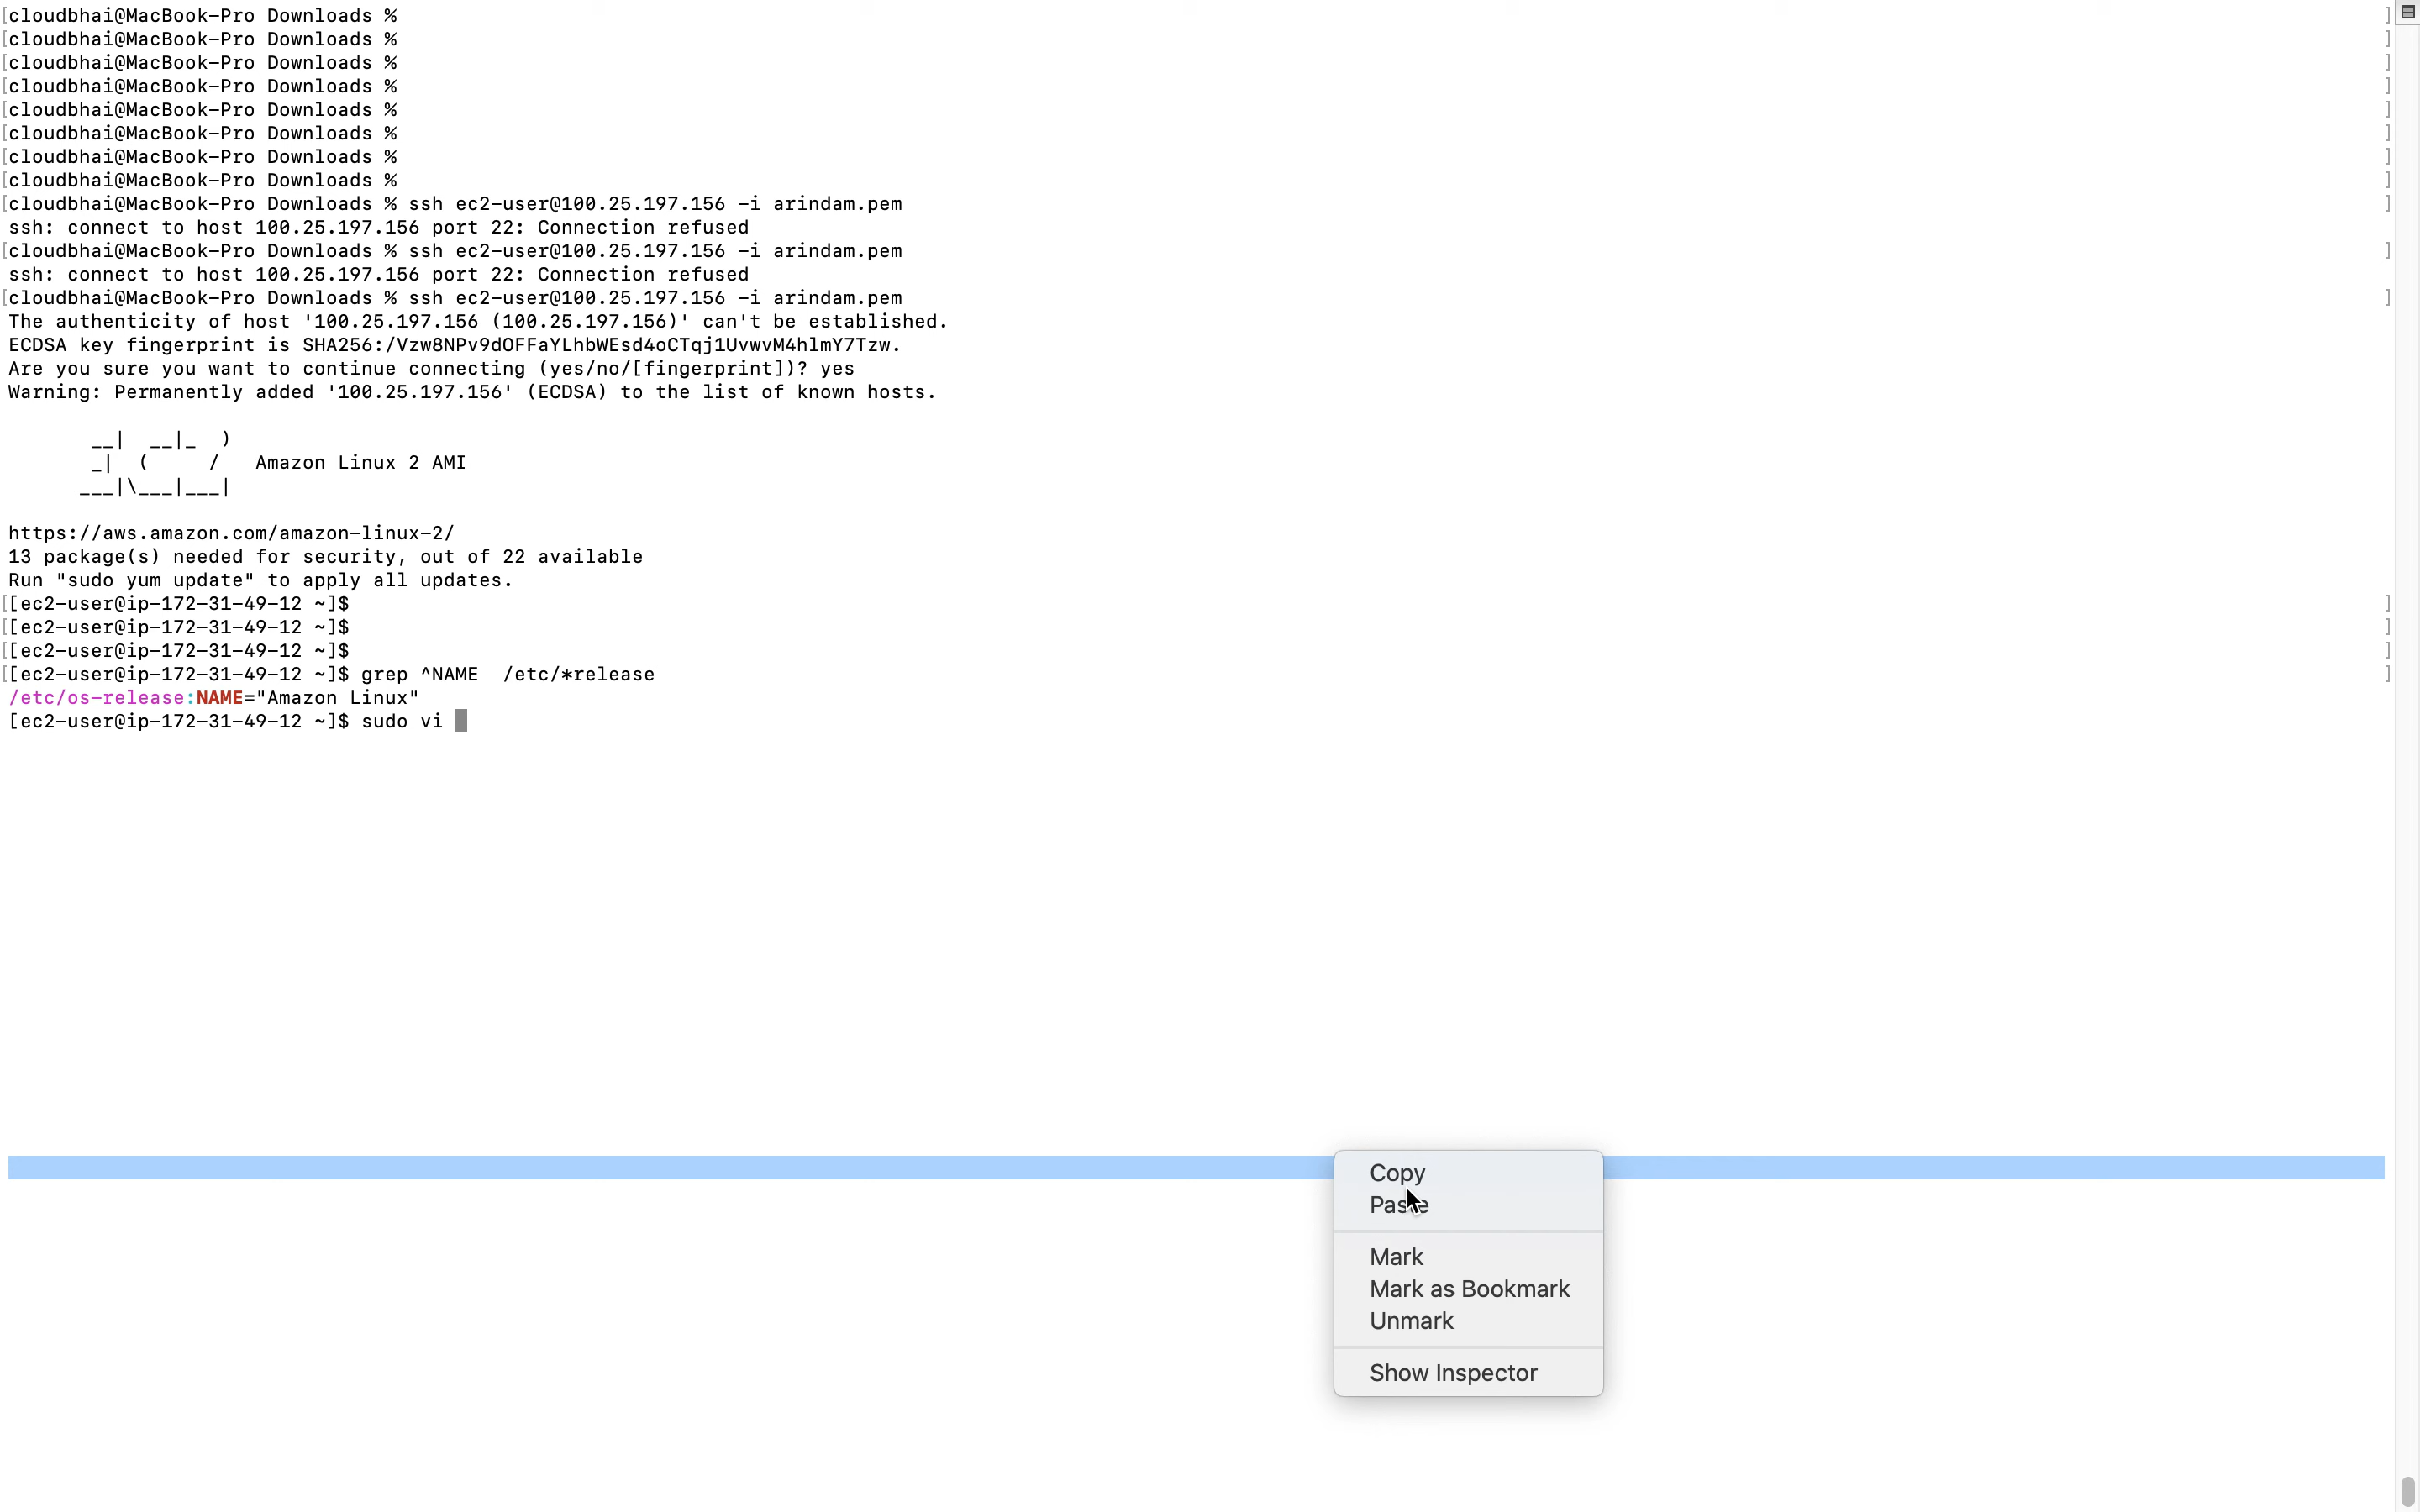 [cloudbhai@MacBook-Pro Downloads % ]
[cloudbhai@MacBook-Pro Downloads % ]
[cloudbhai@MacBook-Pro Downloads % ]
[cloudbhai@MacBook-Pro Downloads % ]
[cloudbhai@MacBook-Pro Downloads % ]
[cloudbhai@MacBook-Pro Downloads % ]
[cloudbhai@MacBook-Pro Downloads % ]
[cloudbhai@MacBook-Pro Downloads % ]
[cloudbhai@MacBook-Pro Downloads % ssh ec2-user@100.25.197.156 -i arindam.pem ]
ssh: connect to host 100.25.197.156 port 22: Connection refused
[cloudbhai@MacBook-Pro Downloads % ssh ec2-user@100.25.197.156 -i arindam.pem ]
ssh: connect to host 100.25.197.156 port 22: Connection refused
[cloudbhai@MacBook-Pro Downloads % ssh ec2-user@100.25.197.156 -i arindam.pem ]
The authenticity of host '100.25.197.156 (100.25.197.156)' can't be established.
ECDSA key fingerprint is SHA256:/Vzw8NPv9dOFFaYLhbWEsd4oCTqj1UvwvM4hlmY7Tzw.
Are you sure you want to continue connecting (yes/no/[fingerprint])? yes
Warning: Permanently added '100.25.197.156' (ECDSA) to the list of known hosts.
       __|  __|_  )
       _|  (     /   Amazon Linux 2 AMI
      ___|\___|___|
https://aws.amazon.com/amazon-linux-2/
13 package(s) needed for security, out of 22 available
Run "sudo yum update" to apply all updates.
[[ec2-user@ip-172-31-49-12 ~]$ ]
[[ec2-user@ip-172-31-49-12 ~]$ ]
[[ec2-user@ip-172-31-49-12 ~]$ ]
[[ec2-user@ip-172-31-49-12 ~]$ grep ^NAME  /etc/*release ]
/etc/os-release:NAME="Amazon Linux"
[ec2-user@ip-172-31-49-12 ~]$ sudo vi
Copy
Paste
Mark
Mark as Bookmark
Unmark
Show Inspector